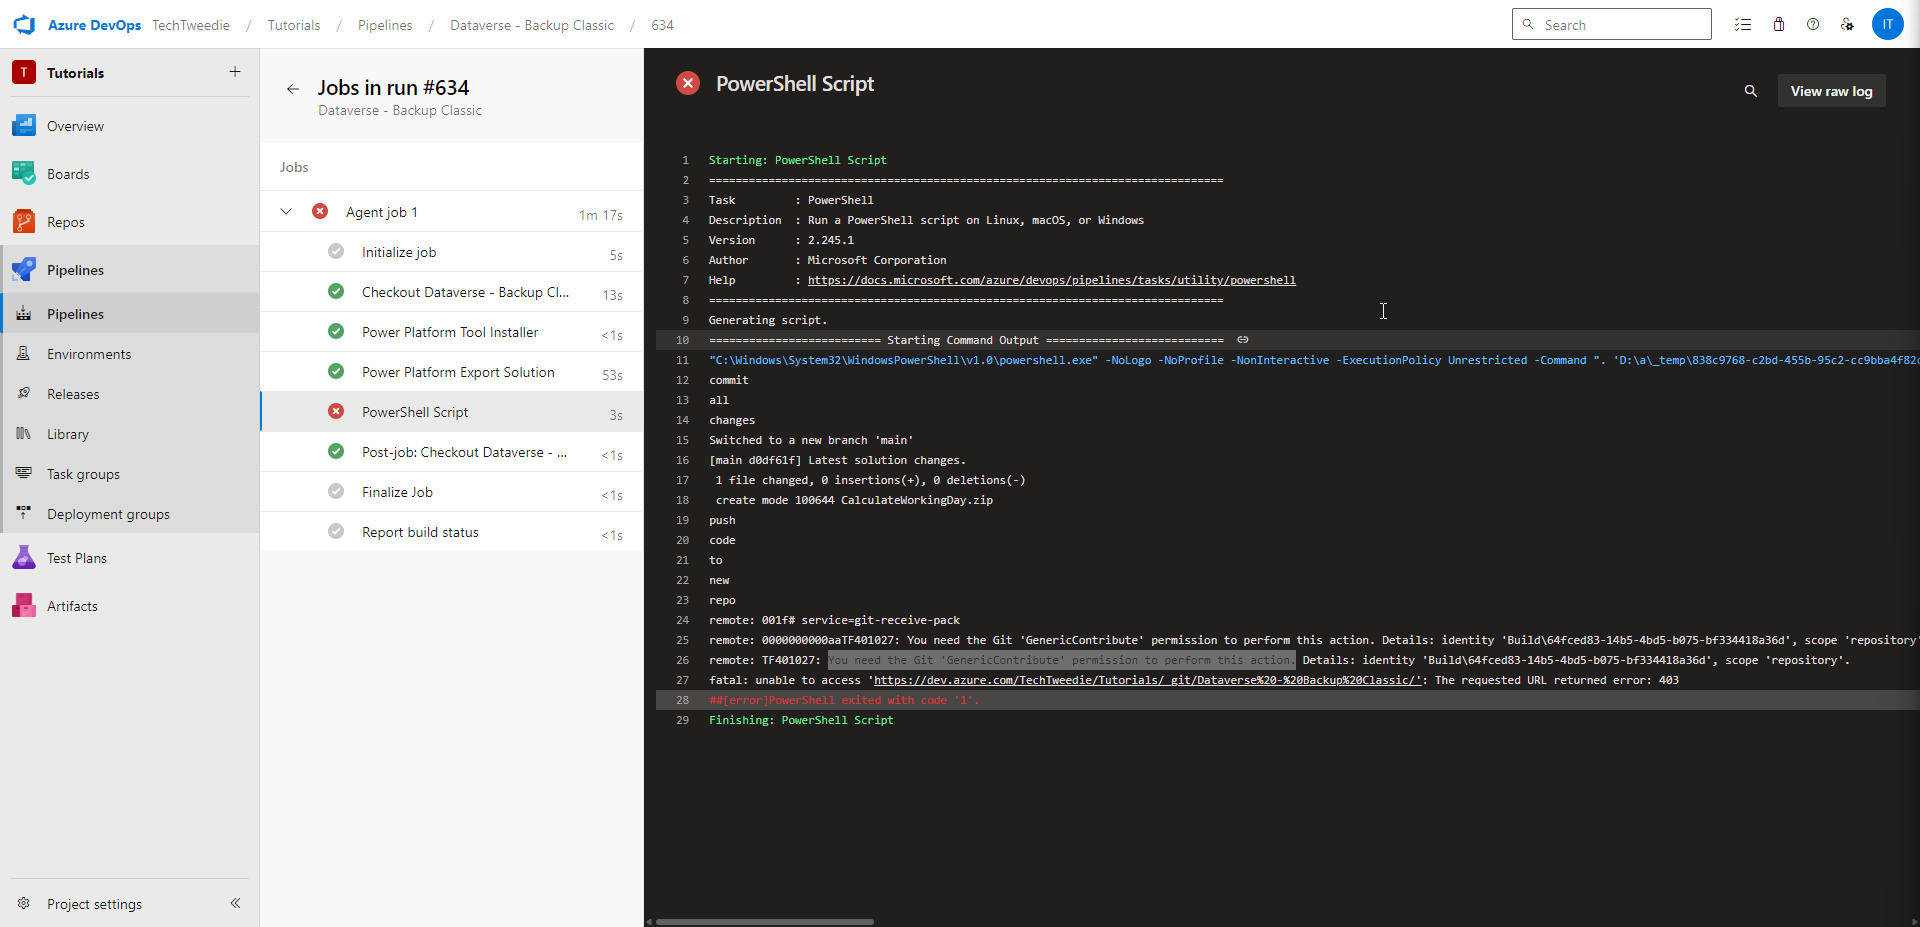 Azure DevOps TechTweedie / Tutorials / Pipelines / Dataverse - Backup Classic / 634
Search
IT
T Tutorials
Overview
Boards
Repos
Pipelines
Pipelines
Environments
Releases
Library
Task groups
Deployment groups
Test Plans
Artifacts
Project settings
Jobs in run #634
Dataverse - Backup Classic
Jobs
Agent job 1 1m 17s
Initialize job 5s
Checkout Dataverse - Backup Cl... 13s
Power Platform Tool Installer <1s
Power Platform Export Solution 53s
PowerShell Script 3s
Post-job: Checkout Dataverse - ... <1s
Finalize Job <1s
Report build status <1s
PowerShell Script
View raw log
1 Starting: PowerShell Script
2 ==============================================================================
3 Task : PowerShell
4 Description : Run a PowerShell script on Linux, macOS, or Windows
5 Version : 2.245.1
6 Author : Microsoft Corporation
7 Help : https://docs.microsoft.com/azure/devops/pipelines/tasks/utility/powershell
8 ==============================================================================
9 Generating script.
10 ========================== Starting Command Output ===========================
11 "C:\Windows\System32\WindowsPowerShell\v1.0\powershell.exe" -NoLogo -NoProfile -NonInteractive -ExecutionPolicy Unrestricted -Command ". 'D:\a\_temp\838c9768-c2bd-455b-95c2-cc9bba4f82
12 commit
13 all
14 changes
15 Switched to a new branch 'main'
16 [main d0df61f] Latest solution changes.
17 1 file changed, 0 insertions(+), 0 deletions(-)
18 create mode 100644 CalculateWorkingDay.zip
19 push
20 code
21 to
22 new
23 repo
24 remote: 001f# service=git-receive-pack
25 remote: 0000000000aaTF401027: You need the Git 'GenericContribute' permission to perform this action. Details: identity 'Build\64fced83-14b5-4bd5-b075-bf334418a36d', scope 'repository'
26 remote: TF401027: You need the Git 'GenericContribute' permission to perform this action. Details: identity 'Build\64fced83-14b5-4bd5-b075-bf334418a36d', scope 'repository'.
27 fatal: unable to access 'https://dev.azure.com/TechTweedie/Tutorials/_git/Dataverse%20-%20Backup%20Classic/': The requested URL returned error: 403
28 ##[error]PowerShell exited with code '1'.
29 Finishing: PowerShell Script